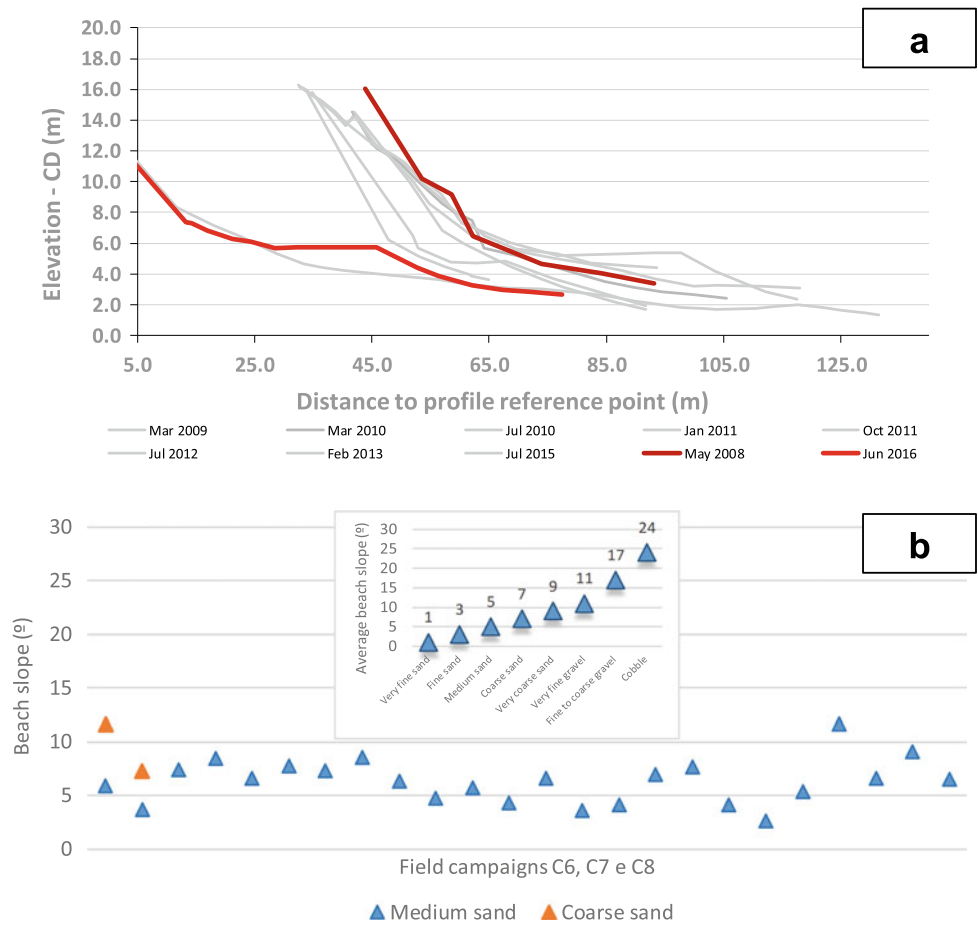 a
20.0
18.0
16.0
14.0
12.0
10.0
8.0
6.0
4.0
2.0
0.0
Elevation - CD (m)
5.0 25.0 45.0 65.0 85.0 105.0 125.0
Distance to profile reference point (m)
Mar 2009 Mar 2010 Jul 2010 Jan 2011 Oct 2011
Jul 2012 Feb 2013 Jul 2015 May 2008 Jun 2016
b
30
25
20
15
10
5
0
Beach slope (º)
30
25
20
15
10
5
0
Average beach slope (º)
1 3 5 7 9 11 17 24
Very fine sand
Fine sand
Medium sand
Coarse sand
Very coarse sand
Very fine gravel
Fine to coarse gravel
Cobble
Field campaigns C6, C7 e C8
Medium sand Coarse sand